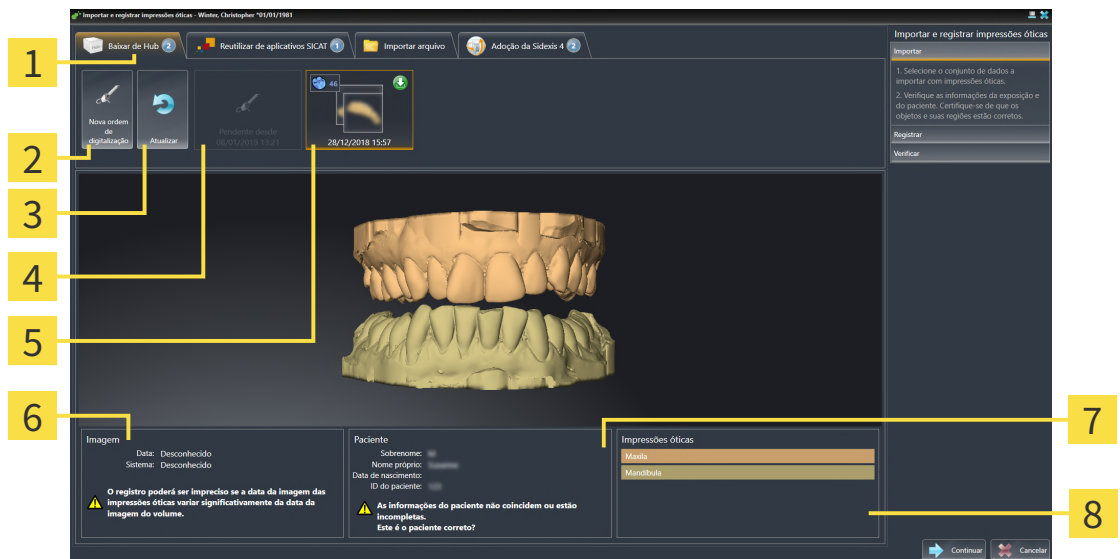 Importar e registrar impressões óticas - Winter, Christopher *01/01/1981
Importar e registrar impressões óticas
Baixar de Hub 2
Reutilizar de aplicativos SICAT 1
Importar arquivo
Adoção da Sidexis 4 2
Importar
1. Selecione o conjunto de dados a
importar com impressões óticas.
2. Verifique as informações da exposição e
do paciente. Certifique-se de que os
objetos e suas regiões estão corretos.
Registrar
Verificar
1
Nova ordem
de
digitalização
Atualizar
Pendente desde
08/01/2019 13:21
46
28/12/2018 15:57
2
3
4
5
6
7
8
Imagem
Data: Desconhecido
Sistema: Desconhecido
O registro poderá ser impreciso se a data da imagem das
impressões óticas variar significativamente da data da
imagem do volume.
Paciente
Sobrenome:
Nome próprio:
Data de nascimento:
ID do paciente:
As informações do paciente não coincidem ou estão
incompletas.
Este é o paciente correto?
Impressões óticas
Maxila
Mandíbula
Continuar
Cancelar